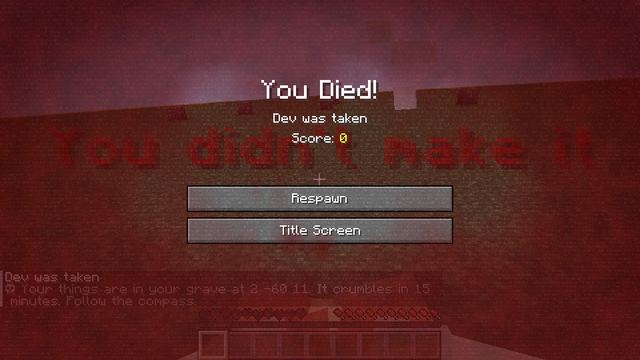 You Died!
Dev was taken
Score: 0
You didn't make it
Respawn
Title Screen
Dev was taken
Your things are in your grave at 2 -60 11. It crumbles in 15
minutes. Follow the compass.